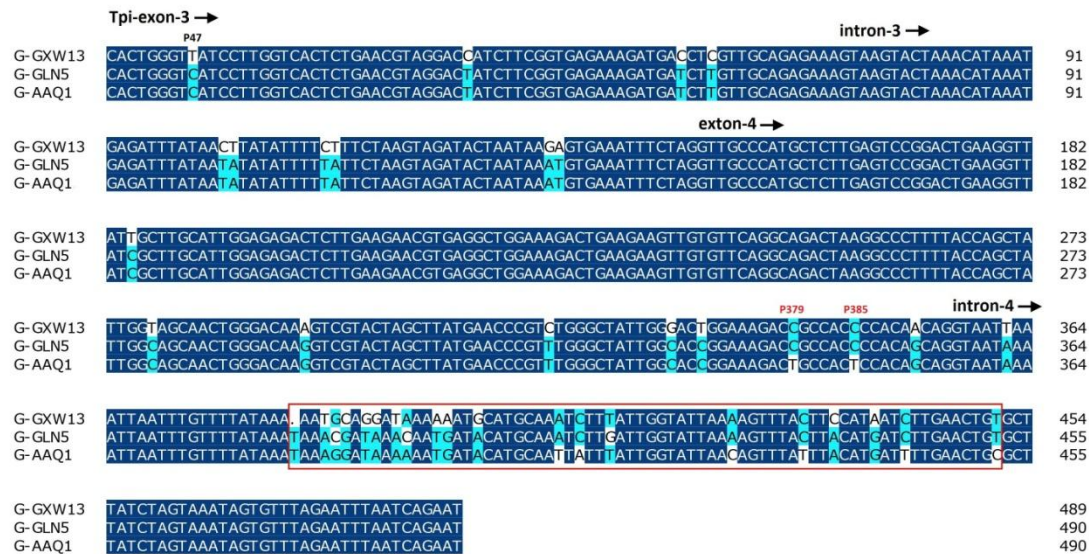 Tpi-exon-3
P47
intron-3
G-GXW13 CACTGGGTTATCCTTGGTCACTCTGAACGTAGGACCATCTTCGGTGAGAAAGATGACCTCGTTGCAGAGAAAGTAAGTACTAAACATAAAT 91
G-GLN5 CACTGGGTCATCCTTGGTCACTCTGAACGTAGGACTATCTTCGGTGAGAAAGATGATCTTGTTGCAGAGAAAGTAAGTACTAAACATAAAT 91
G-AAQ1 CACTGGGTCATCCTTGGTCACTCTGAACGTAGGACTATCTTCGGTGAGAAAGATGATCTTGTTGCAGAGAAAGTAAGTACTAAACATAAAT 91
exton-4
G-GXW13 GAGATTTATAACTTATATTTTCTTTCTAAGTAGATACTAATAAGAGTGAAATTTCTAGGTTGCCCATGCTCTTGAGTCCGGACTGAAGGTT 182
G-GLN5 GAGATTTATAATATATATTTTTATTCTAAGTAGATACTAATAAATGTGAAATTTCTAGGTTGCCCATGCTCTTGAGTCCGGACTGAAGGTT 182
G-AAQ1 GAGATTTATAATATATATTTTTATTCTAAGTAGATACTAATAAATGTGAAATTTCTAGGTTGCCCATGCTCTTGAGTCCGGACTGAAGGTT 182
G-GXW13 ATTGCTTGCATTGGAGAGACTCTTGAAGAACGTGAGGCTGGAAAGACTGAAGAAGTTGTGTTCAGGCAGACTAAGGCCCTTTTACCAGCTA 273
G-GLN5 ATCGCTTGCATTGGAGAGACTCTTGAAGAACGTGAGGCTGGAAAGACTGAAGAAGTTGTGTTCAGGCAGACTAAGGCCCTTTTACCAGCTA 273
G-AAQ1 ATCGCTTGCATTGGAGAGACTCTTGAAGAACGTGAGGCTGGAAAGACTGAAGAAGTTGTGTTCAGGCAGACTAAGGCCCTTTTACCAGCTA 273
P379 P385 intron-4
G-GXW13 TTGGTAGCAACTGGGACAAAGTCGTACTAGCTTATGAACCCGTCTGGGCTATTGGGACTGGAAAGACCGCCACCCCACAACAGGTAATTAA 364
G-GLN5 TTGGCAGCAACTGGGACAAGGTCGTACTAGCTTATGAACCCGTTTGGGCTATTGGCACCGGAAAGACCGCCACCCCACAGCAGGTAATAAA 364
G-AAQ1 TTGGCAGCAACTGGGACAAGGTCGTACTAGCTTATGAACCCGTTTGGGCTATTGGCACCGGAAAGACTGCCACTCCACAGCAGGTAATAAA 364
G-GXW13 ATTAATTTGTTTTATAAA.AATGCAGGATAAAAAATGCATGCAAATCTTTATTGGTATTAAAAGTTTACTTCCATAATCTTGAACTGTGCT 454
G-GLN5 ATTAATTTGTTTTATAAATAAACGATAAACAATGATACATGCAAATCTTGATTGGTATTAAAAGTTTACTTACATGATCTTGAACTGTGCT 455
G-AAQ1 ATTAATTTGTTTTATAAATAAAGGATAAAAAATGATACATGCAATTATTTATTGGTATTAACAGTTTATTTACATGATTTTGAACTGCGCT 455
G-GXW13 TATCTAGTAAATAGTGTTTAGAATTTAATCAGAAT 489
G-GLN5 TATCTAGTAAATAGTGTTTAGAATTTAATCAGAAT 490
G-AAQ1 TATCTAGTAAATAGTGTTTAGAATTTAATCAGAAT 490